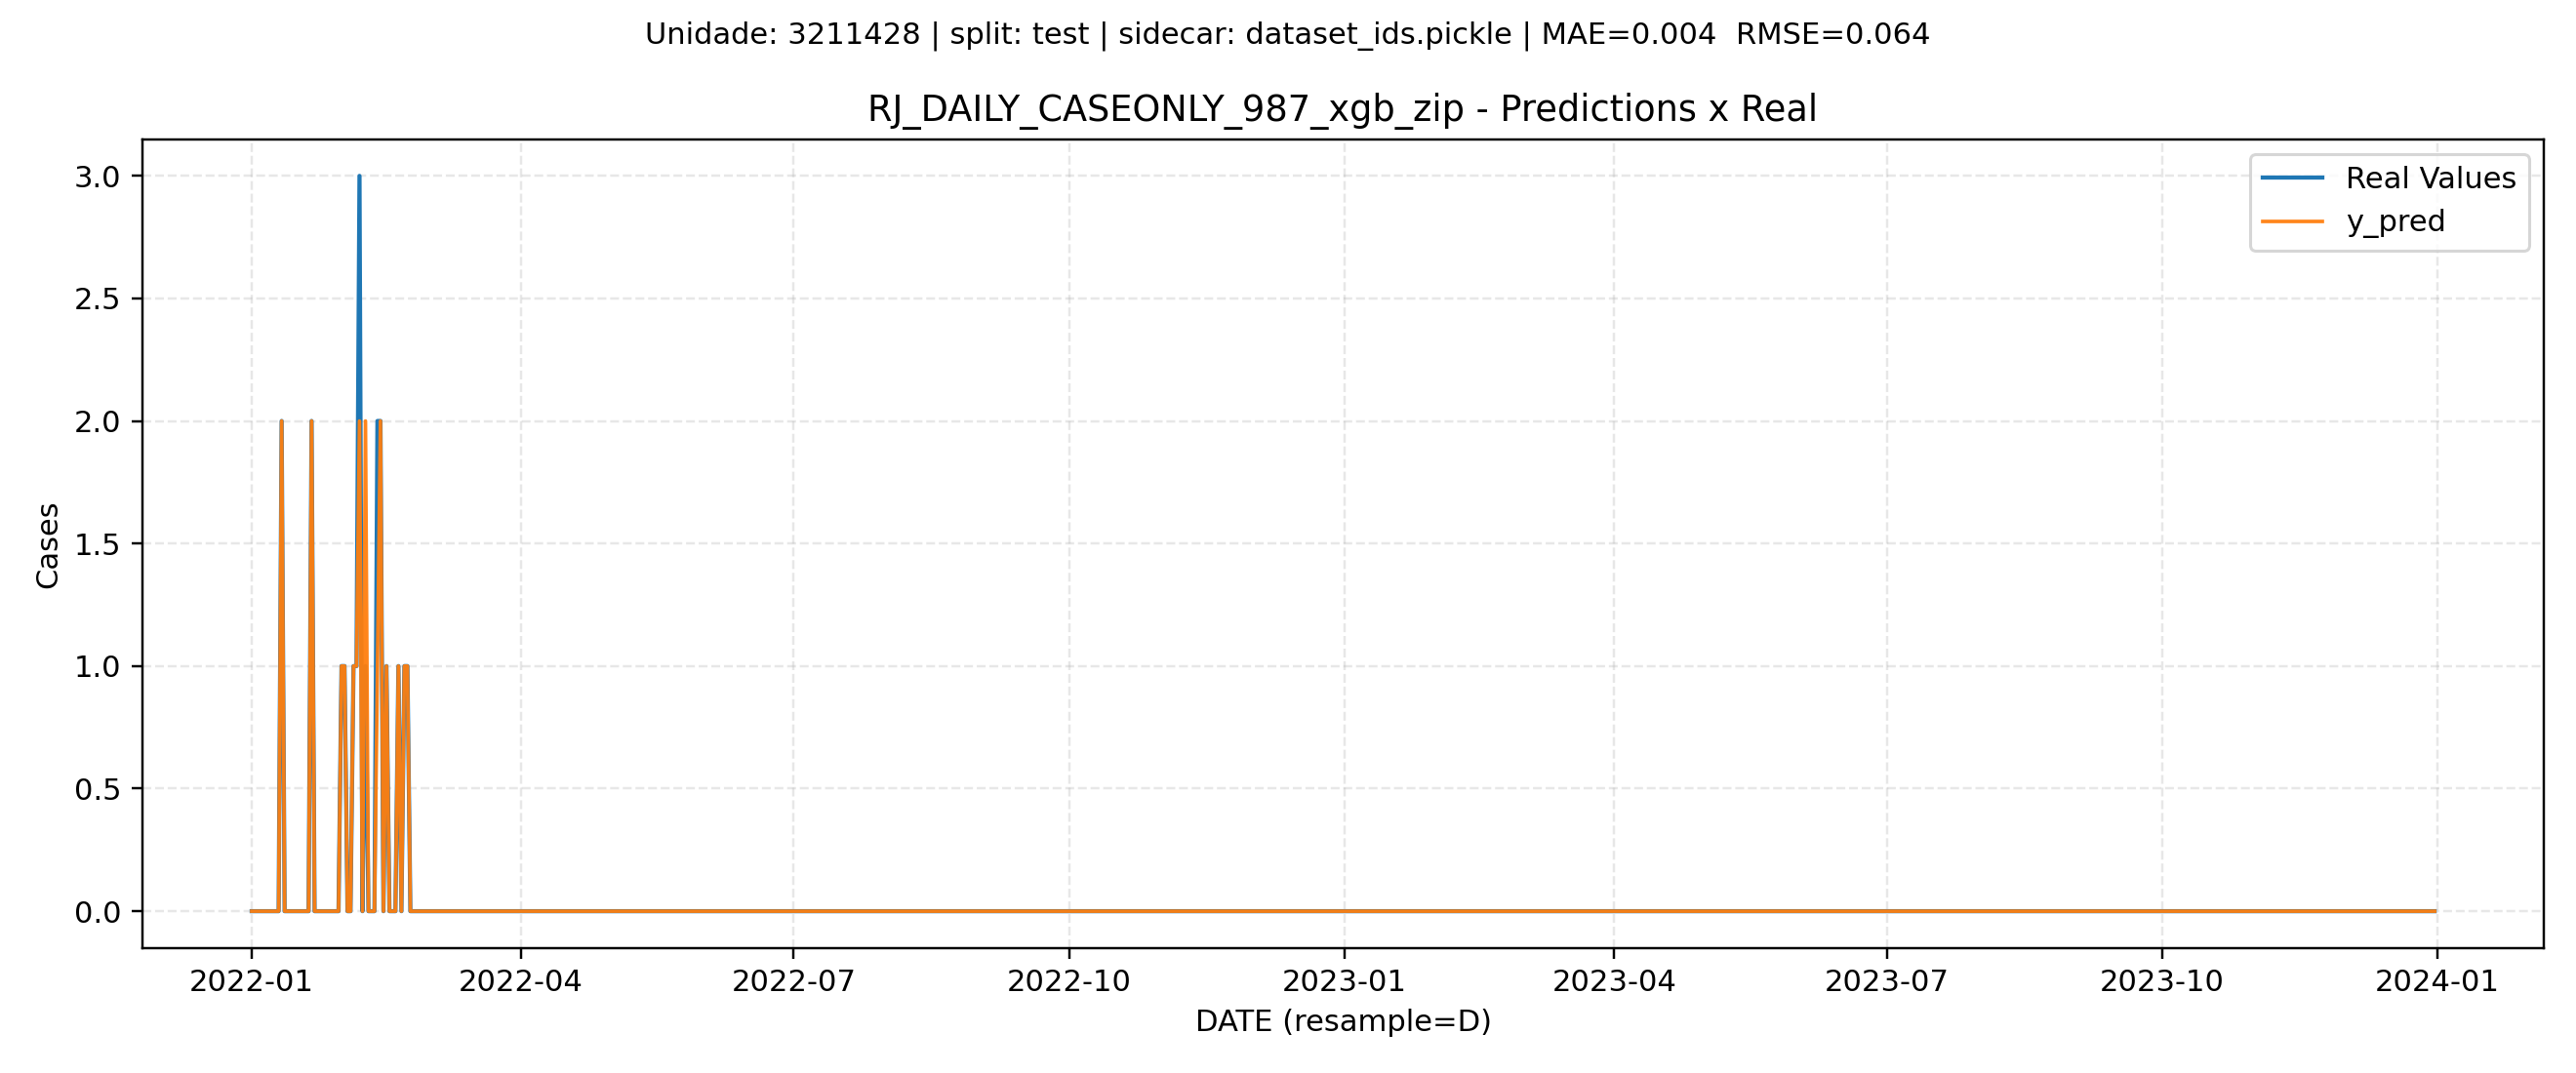 Unidade: 3211428 | split: test | sidecar: dataset_ids.pickle | MAE=0.004  RMSE=0.064
RJ_DAILY_CASEONLY_987_xgb_zip - Predictions x Real
Real Values
y_pred
3.0
2.5
2.0
1.5
1.0
0.5
0.0
Cases
2022-01 2022-04 2022-07 2022-10 2023-01 2023-04 2023-07 2023-10 2024-01
DATE (resample=D)